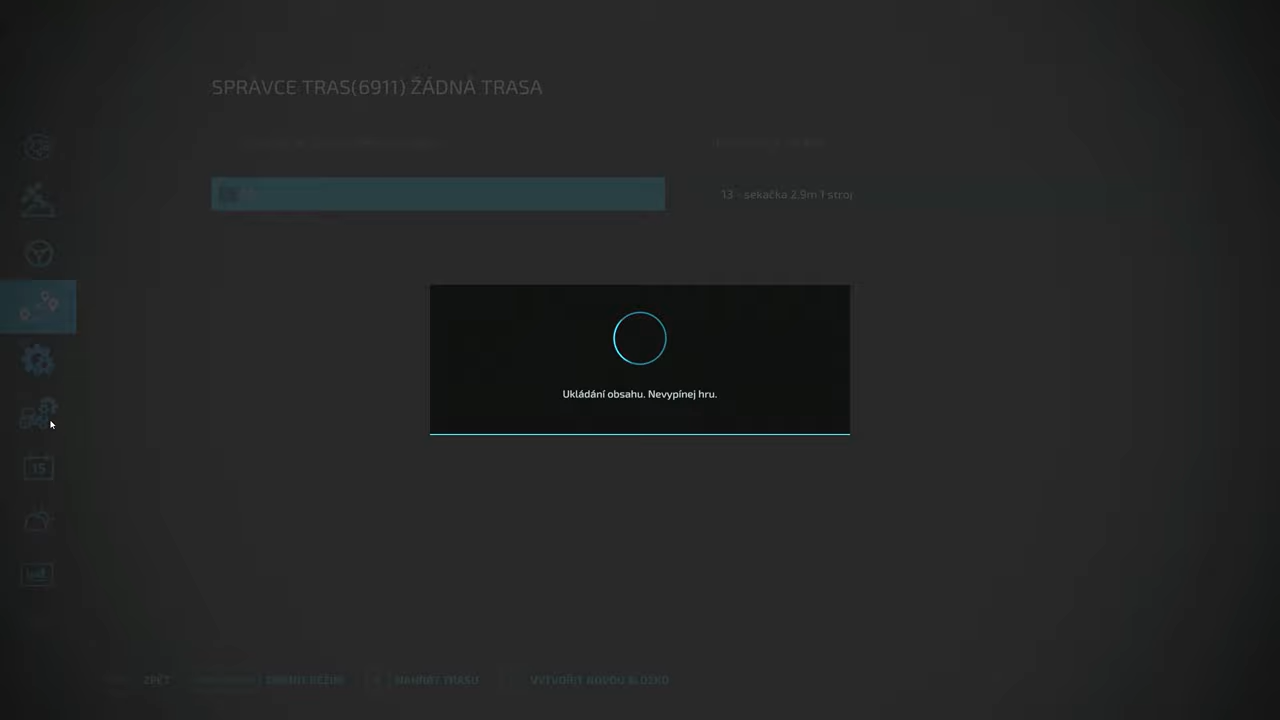 SPRÁVCE TRAS(6911) ŽÁDNÁ TRASA
13 - sekačka 2,9m 1 stroj
Ukládání obsahu. Nevypínej hru.
15
ZPĚT
ZMĚNIT REŽIM
NAHRÁT TRASU
VYTVOŘIT NOVOU SLOŽKU